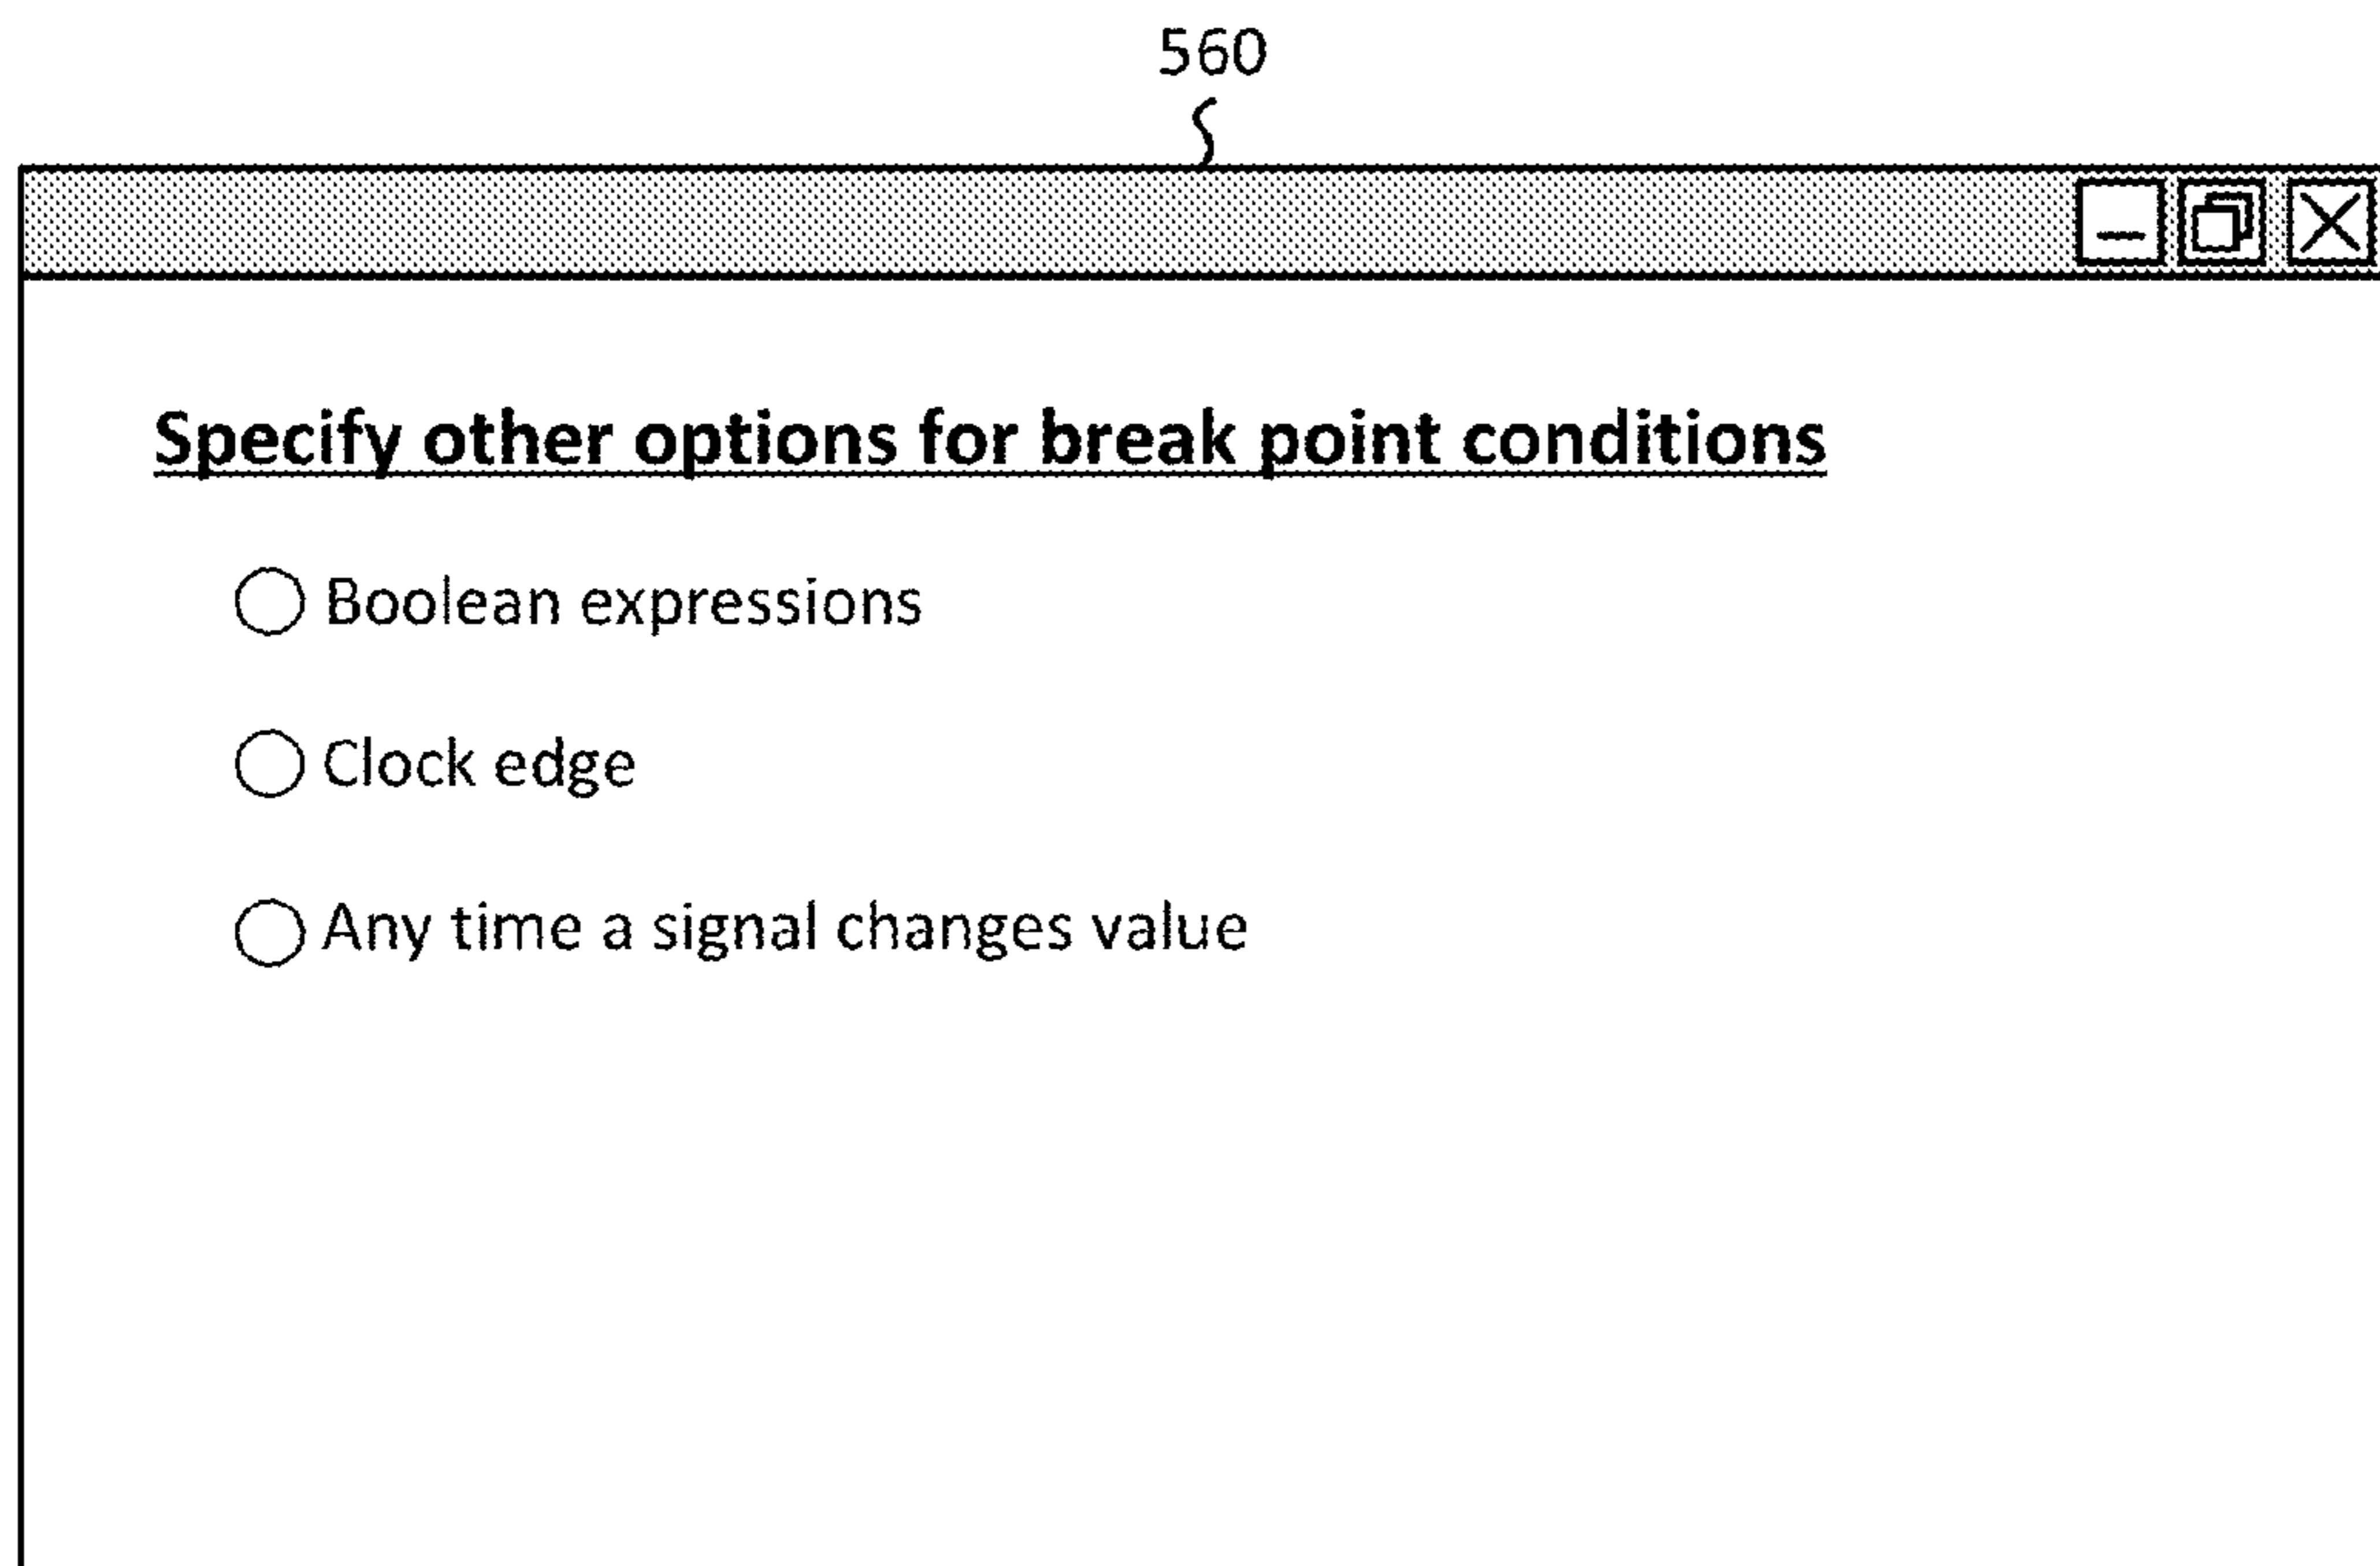 560
Specify other options for break point conditions
Boolean expressions
Clock edge
Any time a signal changes value